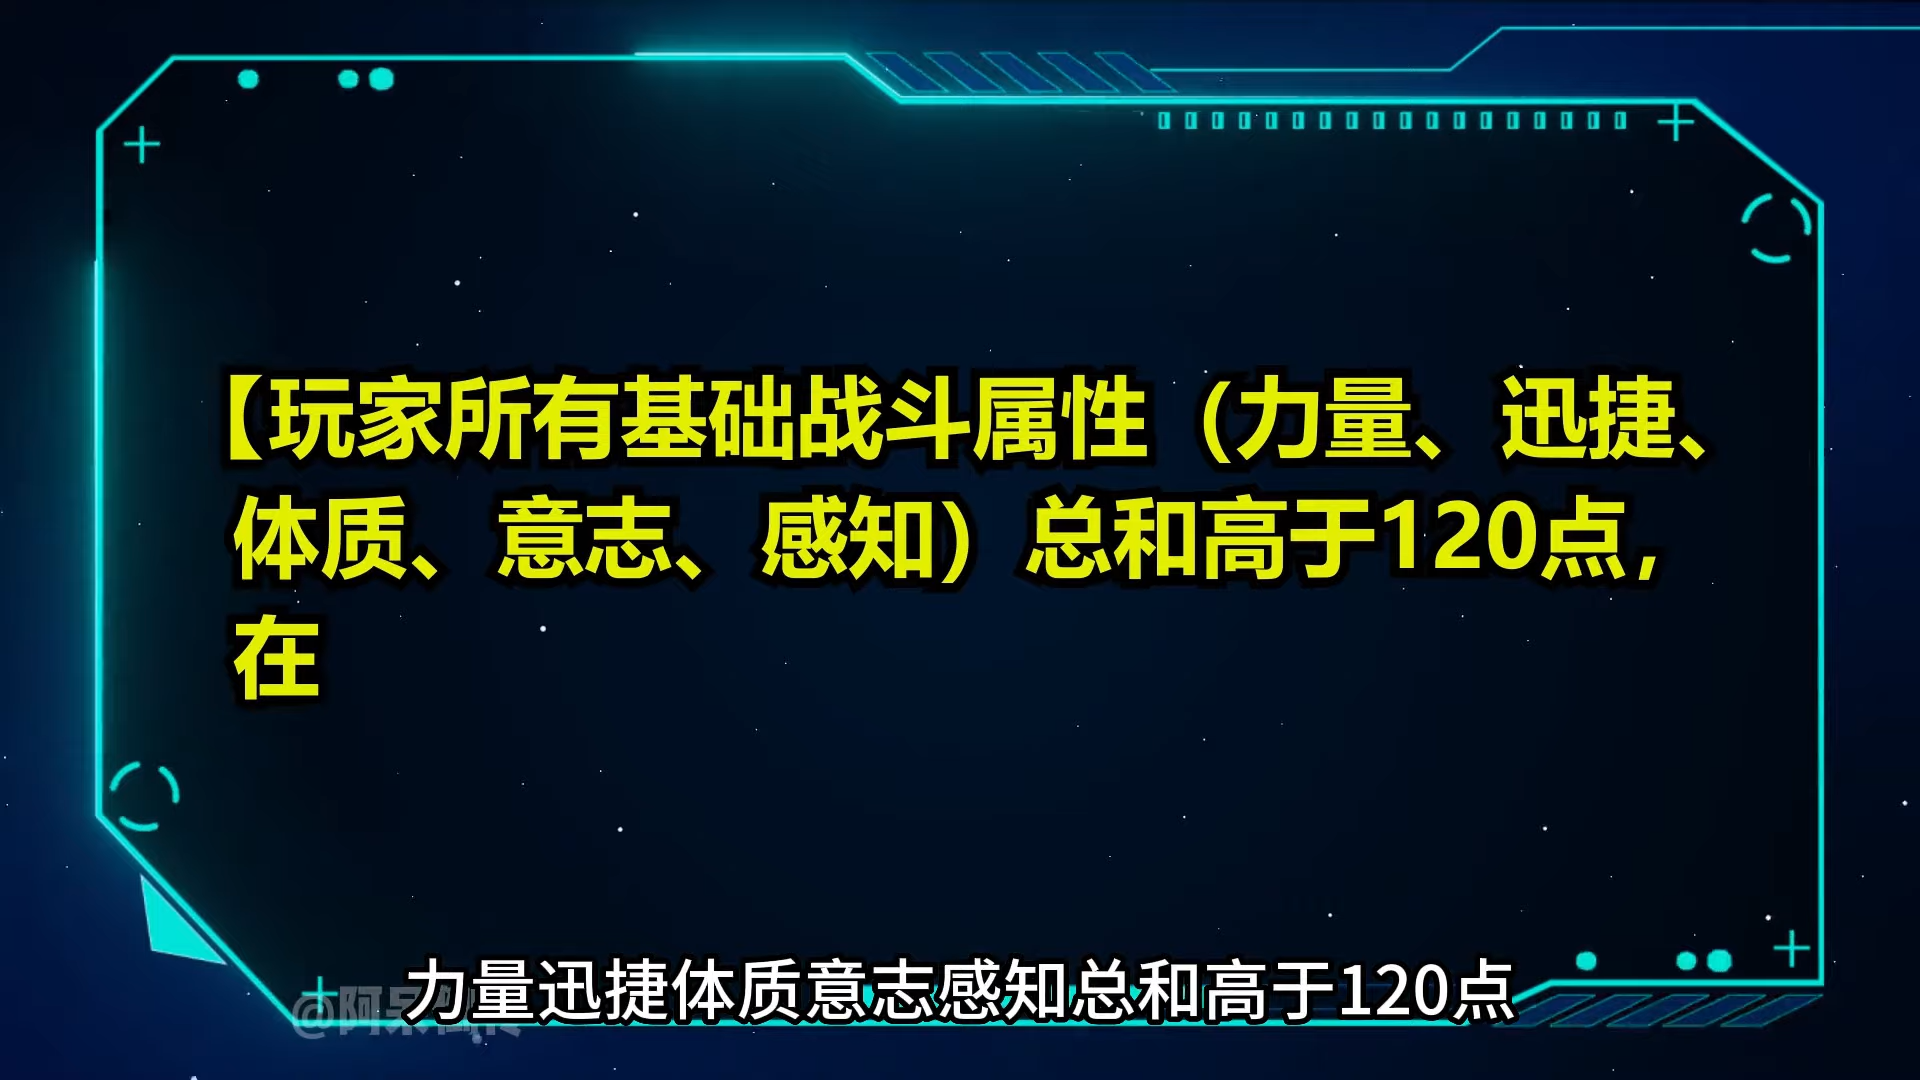 【玩家所有基础战斗属性（力量、迅捷、
体质、意志、感知）总和高于120点，
在
力量迅捷体质意志感知总和高于120点